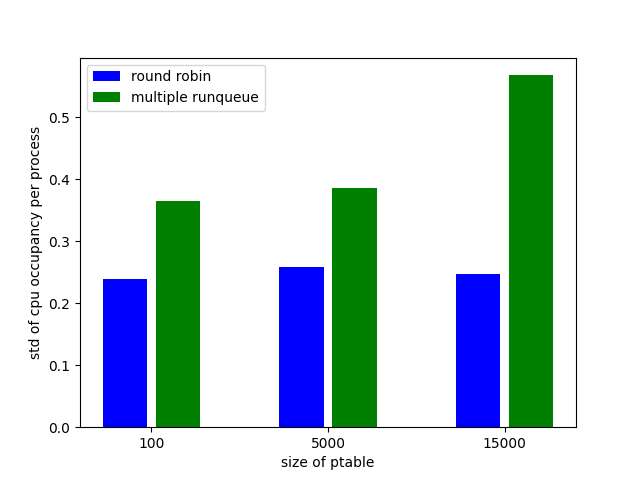 round robin
multiple runqueue
std of cpu occupancy per process
0.5
0.4
0.3
0.2
0.1
0.0
100
5000
15000
size of ptable